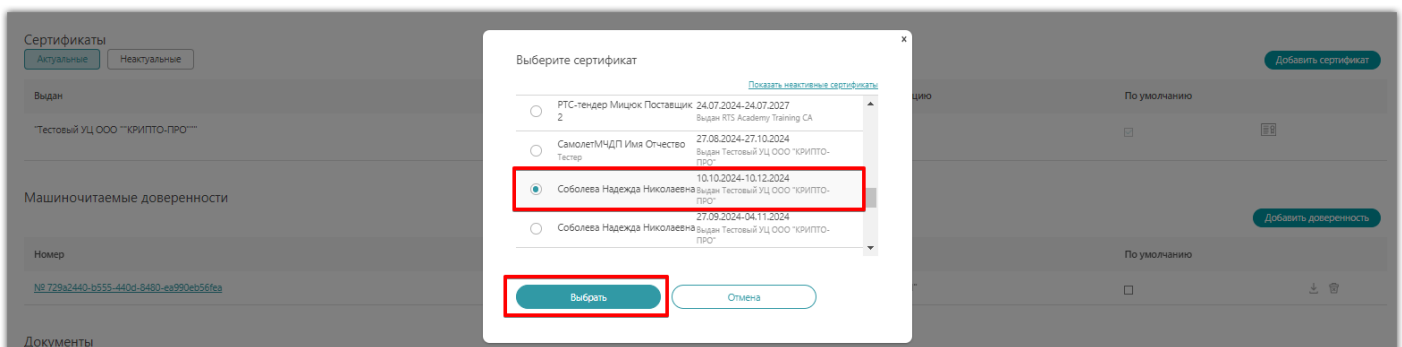 Сертификаты
Актуальные Неактуальные
Добавить сертификат
Выдан
цию
По умолчанию
"Тестовый УЦ ООО ""КРИПТО-ПРО"""
Машиночитаемые доверенности
Добавить доверенность
Номер
По умолчанию
№ 729a2440-b555-440d-8480-ea990eb56fea
Документы
x
Выберите сертификат
Показать неактивные сертификаты
РТС-тендер Мицюк Поставщик 2
24.07.2024-24.07.2027
Выдан RTS Academy Training CA
СамолетМЧДП Имя Отчество
Тестер
27.08.2024-27.10.2024
Выдан Тестовый УЦ ООО "КРИПТО-
ПРО"
Соболева Надежда Николаевна
10.10.2024-10.12.2024
Выдан Тестовый УЦ ООО "КРИПТО-
ПРО"
Соболева Надежда Николаевна
27.09.2024-04.11.2024
Выдан Тестовый УЦ ООО "КРИПТО-
ПРО"
Выбрать Отмена